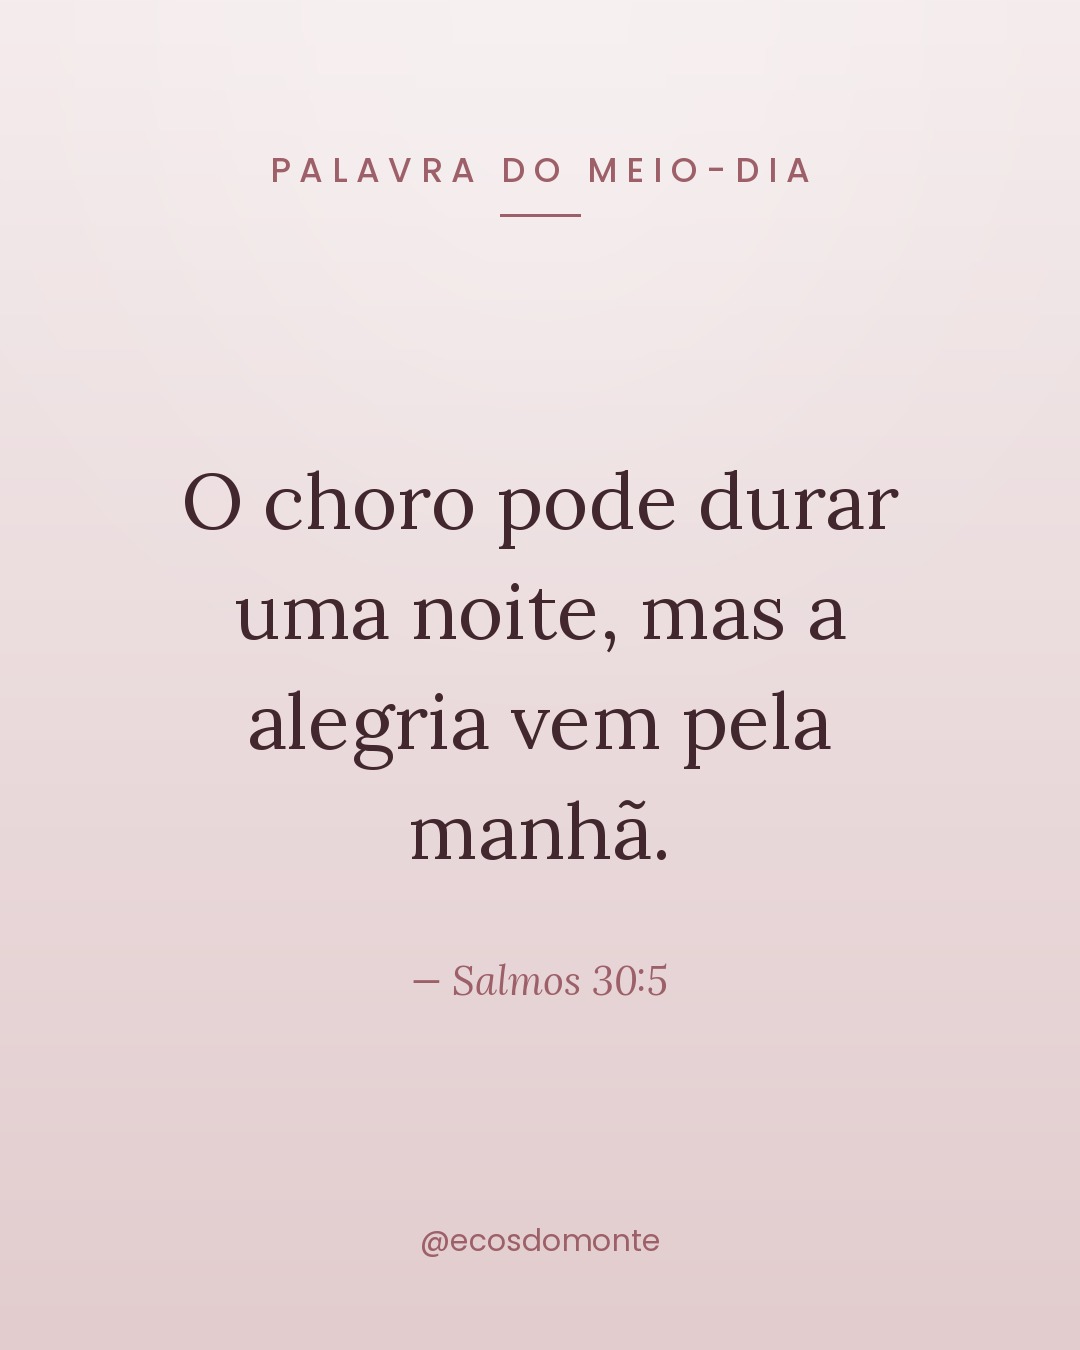 PALAVRA DO MEIO-DIA
O choro pode durar
uma noite, mas a
alegria vem pela
manhã.
— Salmos 30:5
@ecosdomonte